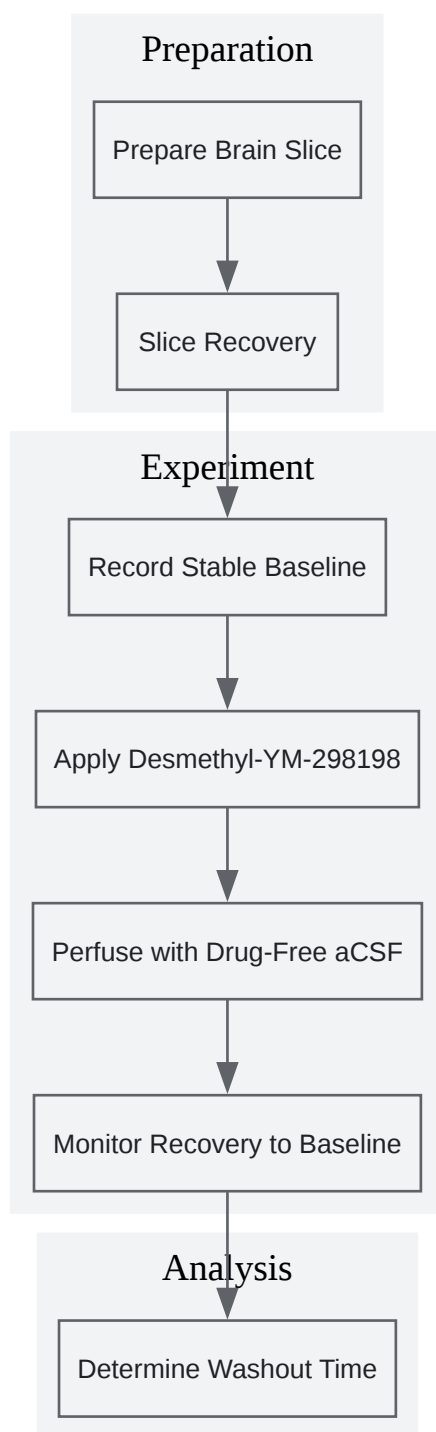 Preparation
Prepare Brain Slice
Slice Recovery
Experiment
Record Stable Baseline
Apply Desmethyl-YM-298198
Perfuse with Drug-Free aCSF
Monitor Recovery to Baseline
Analysis
Determine Washout Time